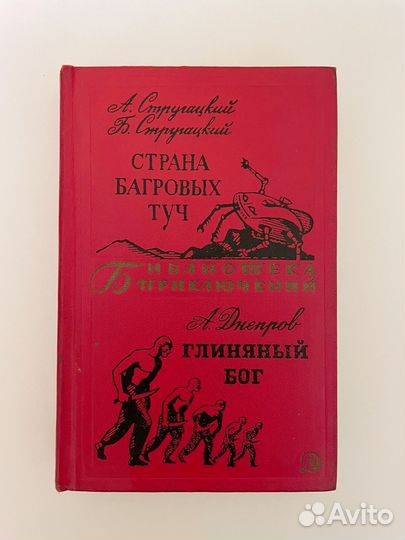 А. Стругацкий
Б. Стругацкий
СТРАНА
БАГРОВЫХ
ТУЧ
БИБЛИОТЕКА
ПРИКЛЮЧЕНИЙ
А. Днепров
ГЛИНЯНЫЙ
БОГ
Avito